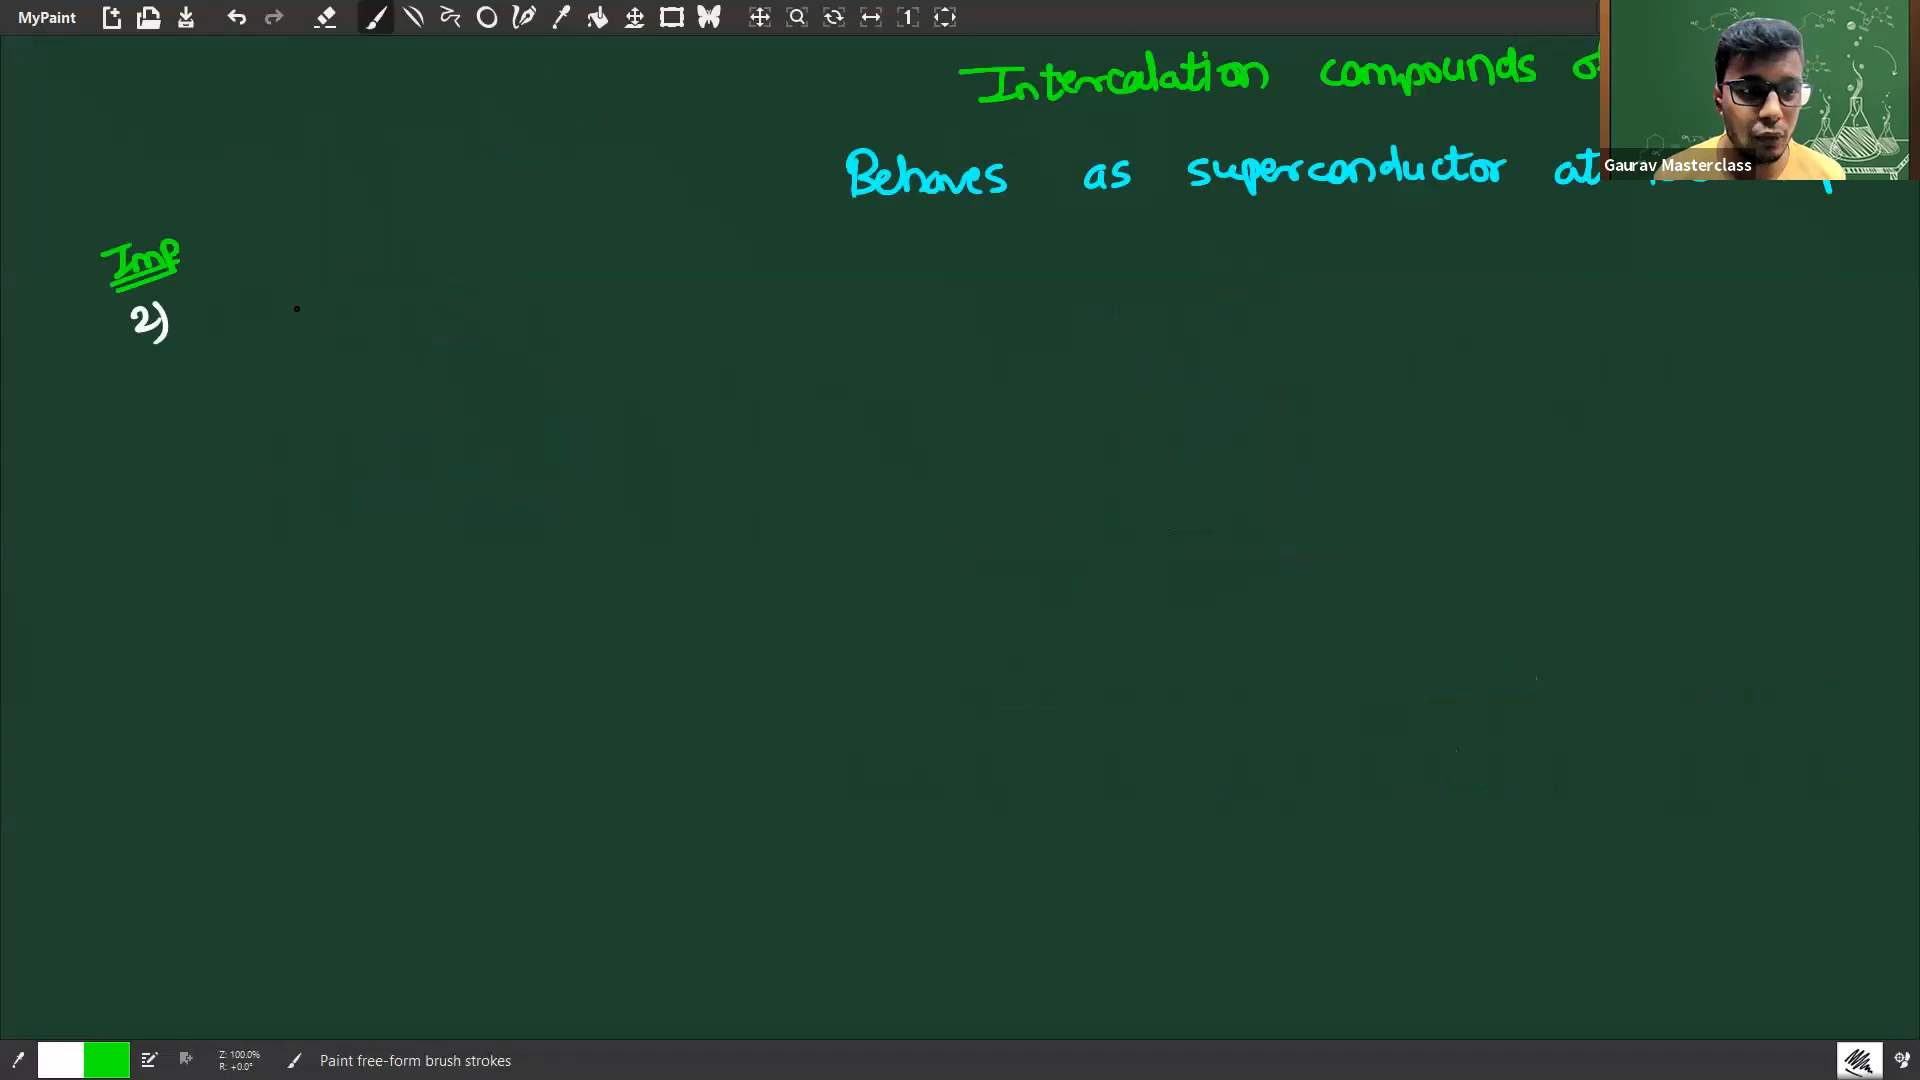 MyPaint
Intercalation compounds
Behaves as superconductor at
Gaurav Masterclass
Imp
2)
Z: 100.0%
R: +0.0°
Paint free-form brush strokes